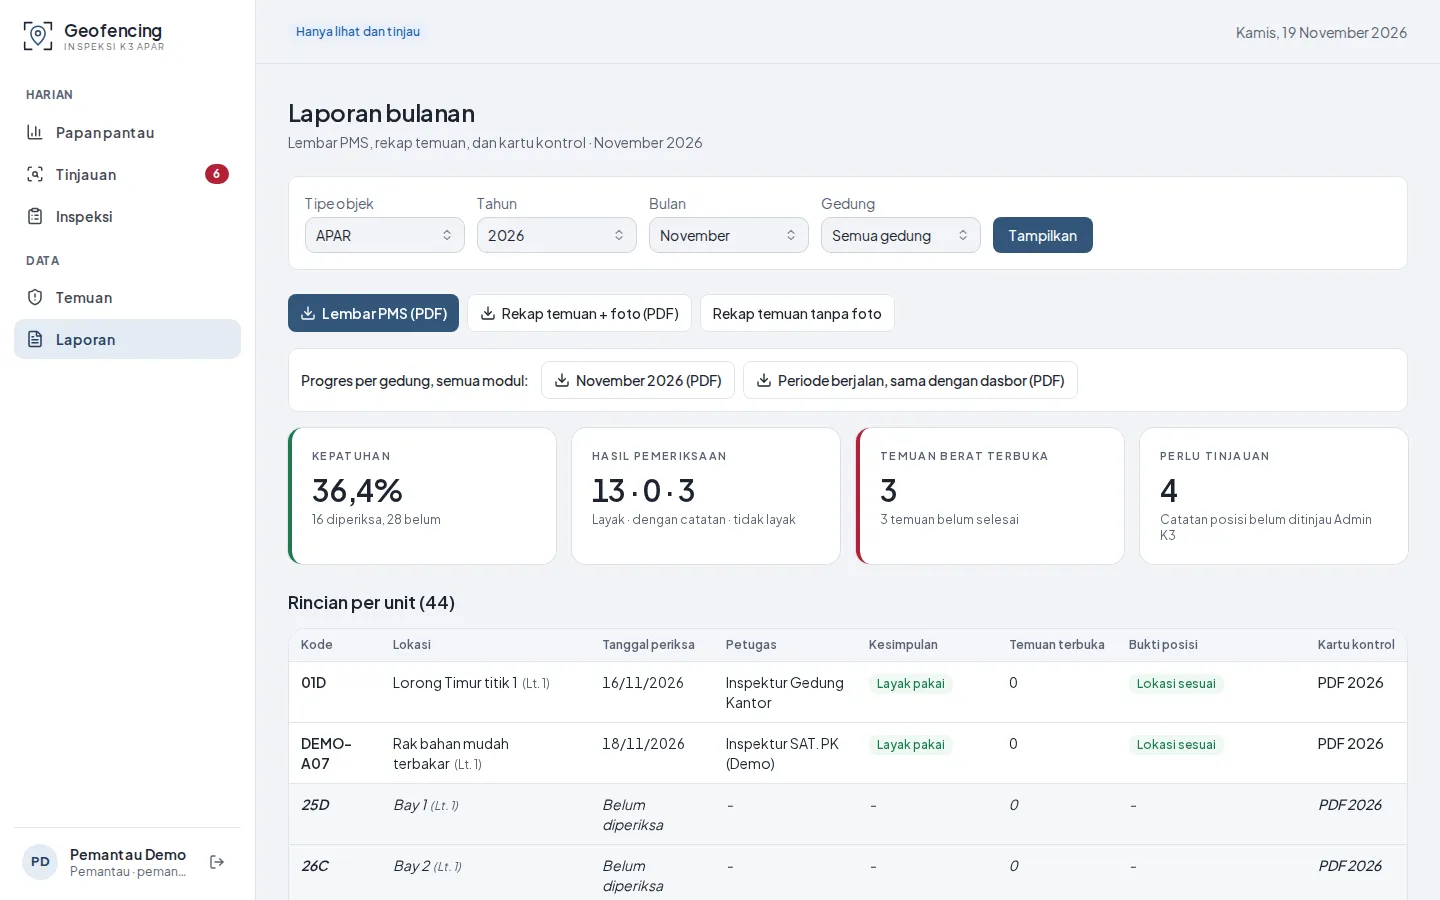 Geofencing
INSPEKSI K3 APAR
HARIAN
Papan pantau
Tinjauan
6
Inspeksi
DATA
Temuan
Laporan
PD
Pemantau Demo
Pemantau · peman…
Hanya lihat dan tinjau
Kamis, 19 November 2026
Laporan bulanan
Lembar PMS, rekap temuan, dan kartu kontrol · November 2026
Tipe objek
Tahun
Bulan
Gedung
APAR
2026
November
Semua gedung
Tampilkan
Lembar PMS (PDF)
Rekap temuan + foto (PDF)
Rekap temuan tanpa foto
Progres per gedung, semua modul:
November 2026 (PDF)
Periode berjalan, sama dengan dasbor (PDF)
KEPATUHAN
36,4%
16 diperiksa, 28 belum
HASIL PEMERIKSAAN
13 · 0 · 3
Layak · dengan catatan · tidak layak
TEMUAN BERAT TERBUKA
3
3 temuan belum selesai
PERLU TINJAUAN
4
Catatan posisi belum ditinjau Admin
K3
Rincian per unit (44)
Kode Lokasi Tanggal periksa Petugas Kesimpulan Temuan terbuka Bukti posisi Kartu kontrol
01D Lorong Timur titik 1 (Lt. 1) 16/11/2026 Inspektur Gedung Layak pakai 0 Lokasi sesuai PDF 2026
Kantor
DEMO- Rak bahan mudah 18/11/2026 Inspektur SAT. PK Layak pakai 0 Lokasi sesuai PDF 2026
A07 terbakar (Lt. 1) (Demo)
25D Bay 1 (Lt. 1) Belum - - 0 - PDF 2026
diperiksa
26C Bay 2 (Lt. 1) Belum - - 0 - PDF 2026
diperiksa